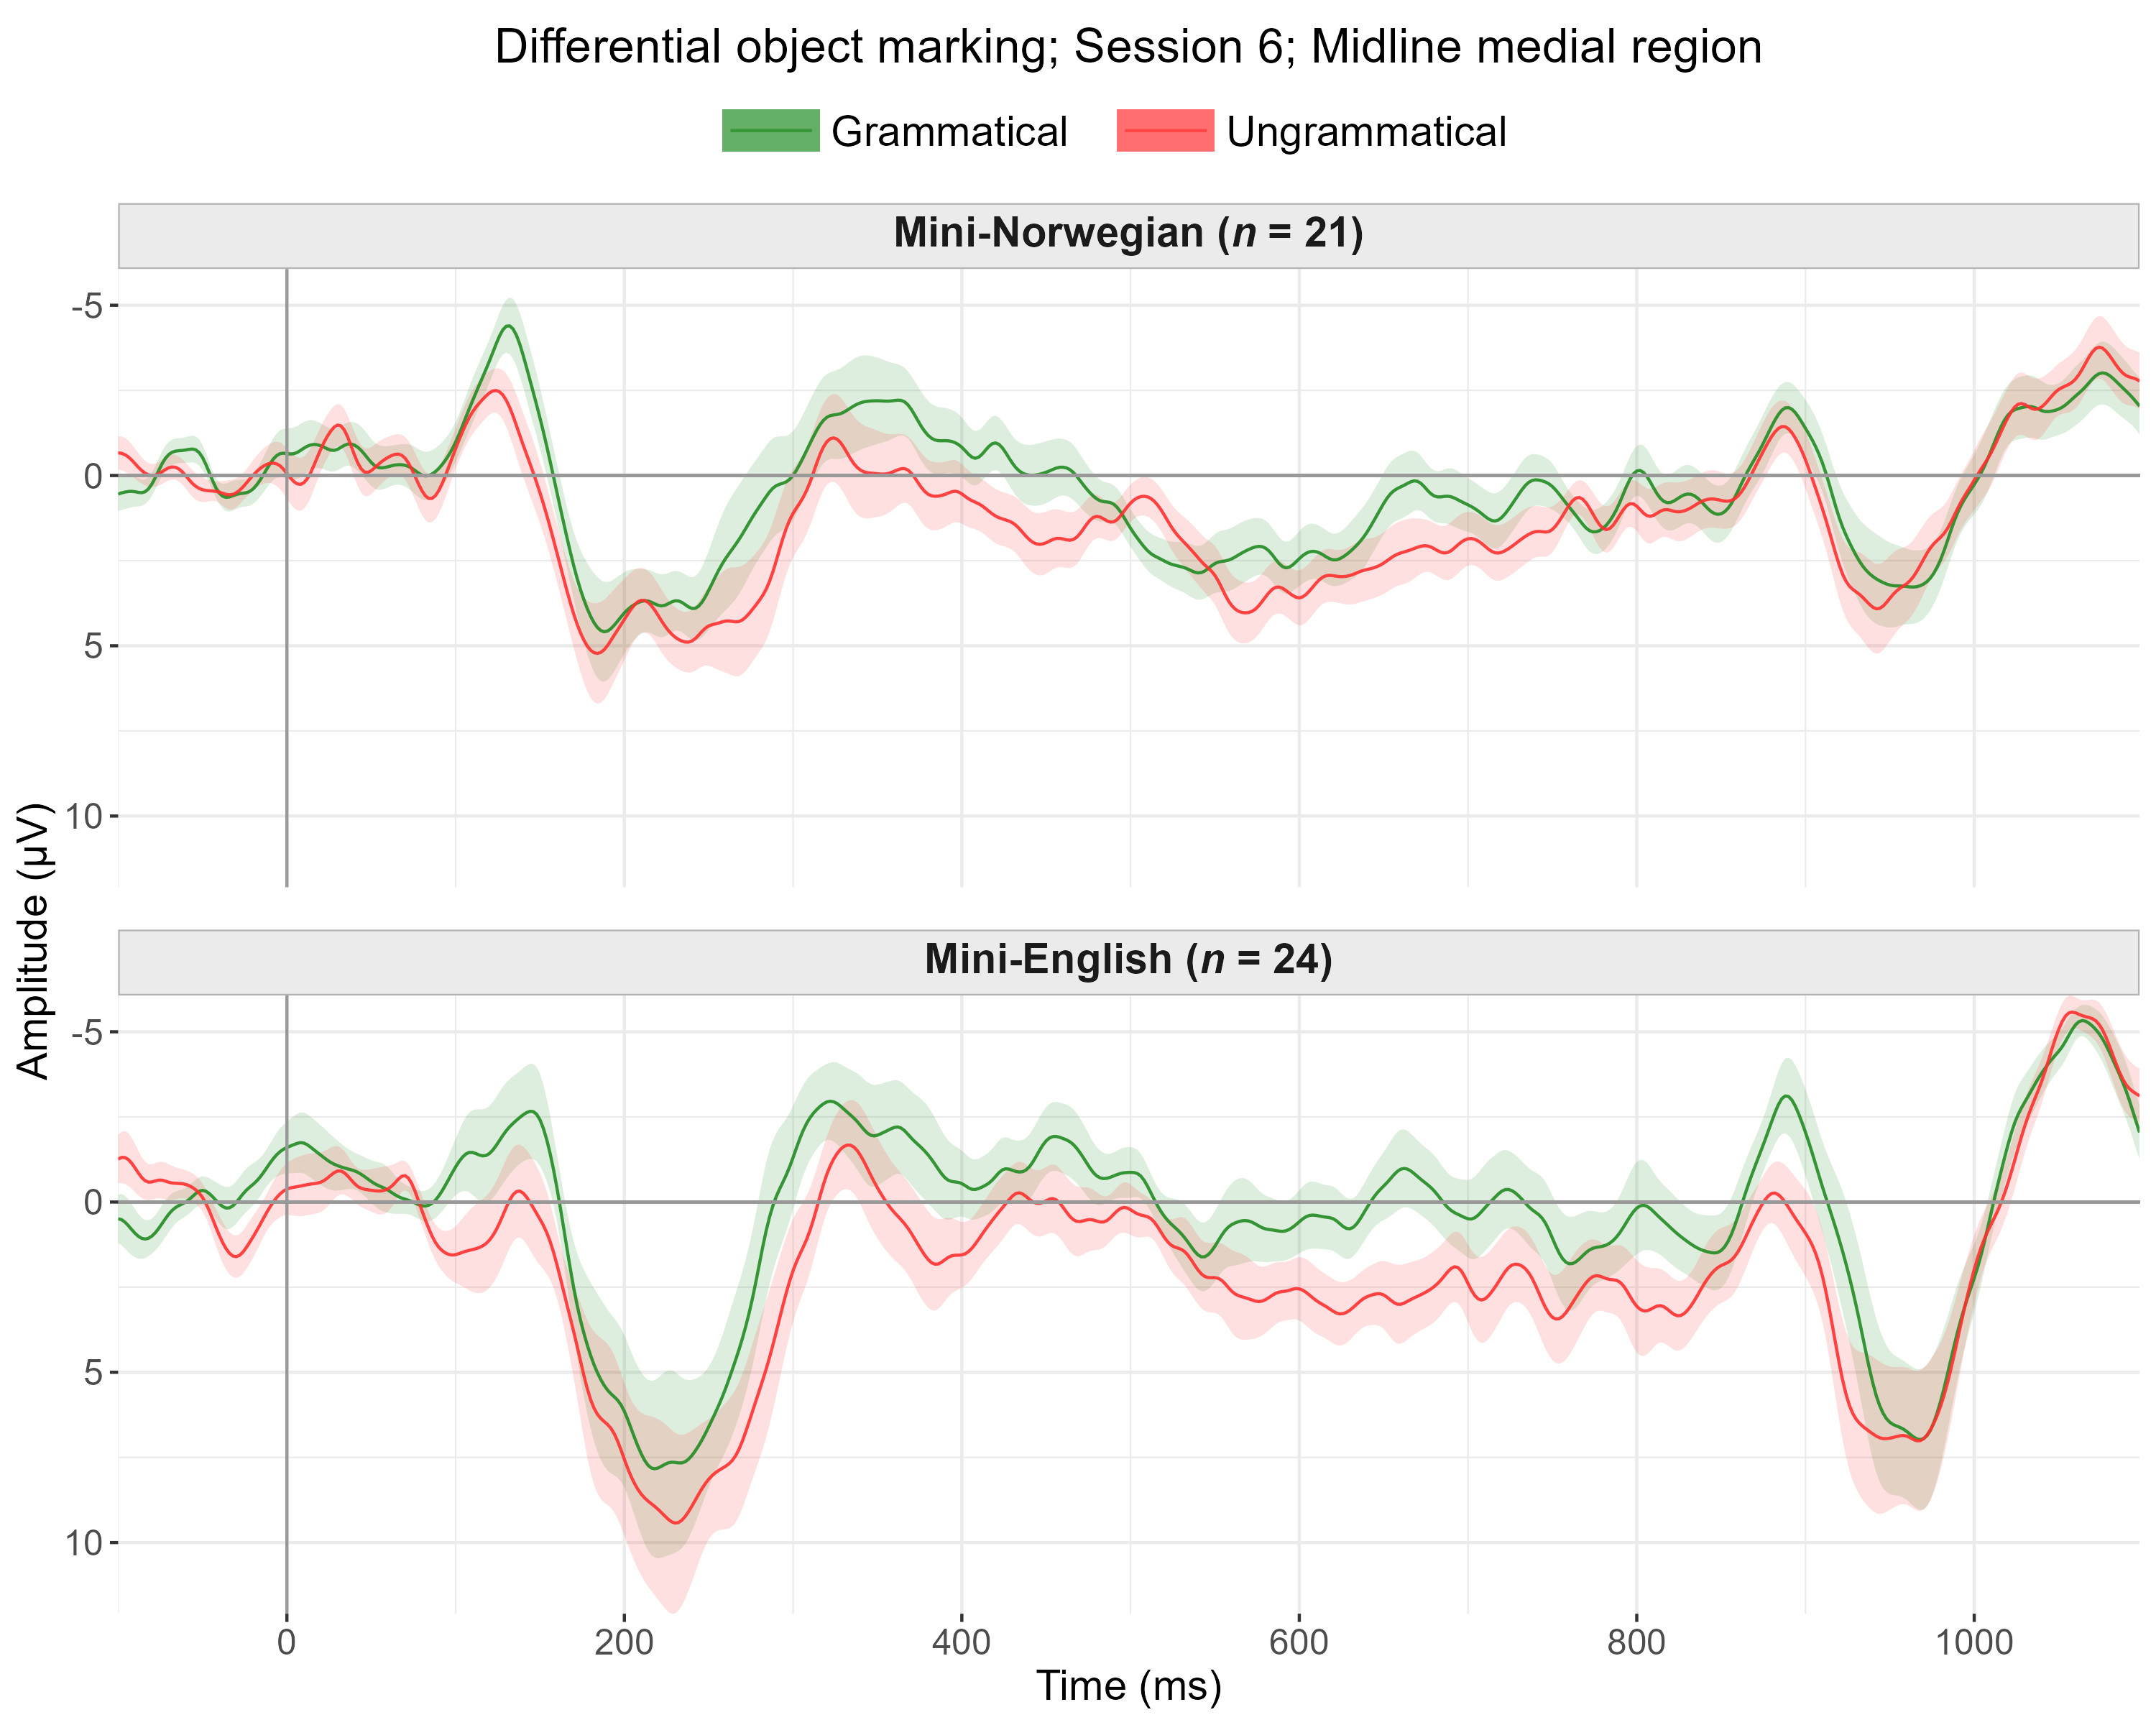 Differential object marking; Session 6; Midline medial region
Grammatical Ungrammatical
Mini-Norwegian (n = 21)
-5
0
5
10
Mini-English (n = 24)
-5
0
5
10
Amplitude (µV)
0 200 400 600 800 1000
Time (ms)